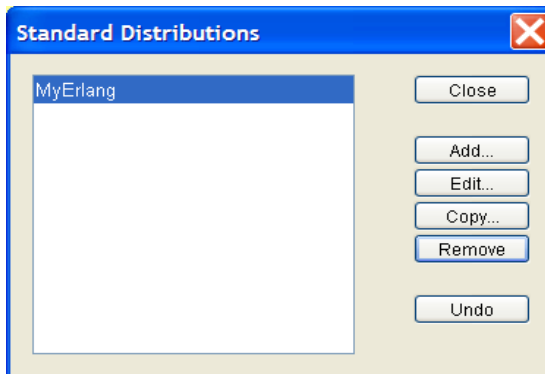 Standard Distributions
MyErlang
Close
Add...
Edit...
Copy...
Remove
Undo